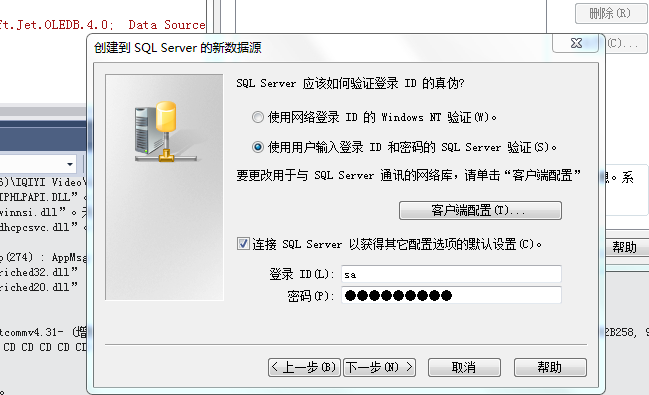 删除(R)
ft.Jet.OLEDB.4.0;  Data Source
(C)...
创建到 SQL Server 的新数据源
SQL Server 应该如何验证登录 ID 的真伪?
使用网络登录 ID 的 Windows NT 验证(W)。
使用用户输入登录 ID 和密码的 SQL Server 验证(S)。
6)\IQIYI Video\
要更改用于与 SQL Server 通讯的网络库，请单击“客户端配置”
IPHLPAPI.DLL”。
winnsi.dll”。
客户端配置(T)...
dhcpcsvc.dll”。
。系
连接 SQL Server 以获得其它配置选项的默认设置(C)。
帮助
p(274) : AppMsg
登录 ID(L): sa
riched32.dll”
密码(P): ●●●●●●●●●
riched20.dll”
tcommv4.31- (增
2B258, 9
CD CD CD CD CD
< 上一步(B)
下一步(N) >
取消
帮助